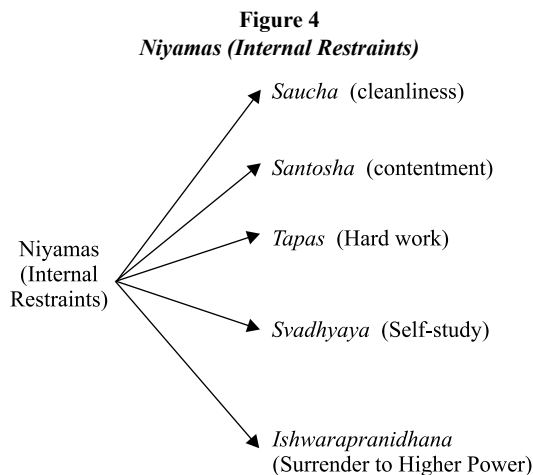 Figure 4
Niyamas (Internal Restraints)
Saucha (cleanliness)
Santosha (contentment)
Tapas (Hard work)
Niyamas
(Internal
Restraints)
Svadhyaya (Self-study)
Ishwarapranidhana
(Surrender to Higher Power)